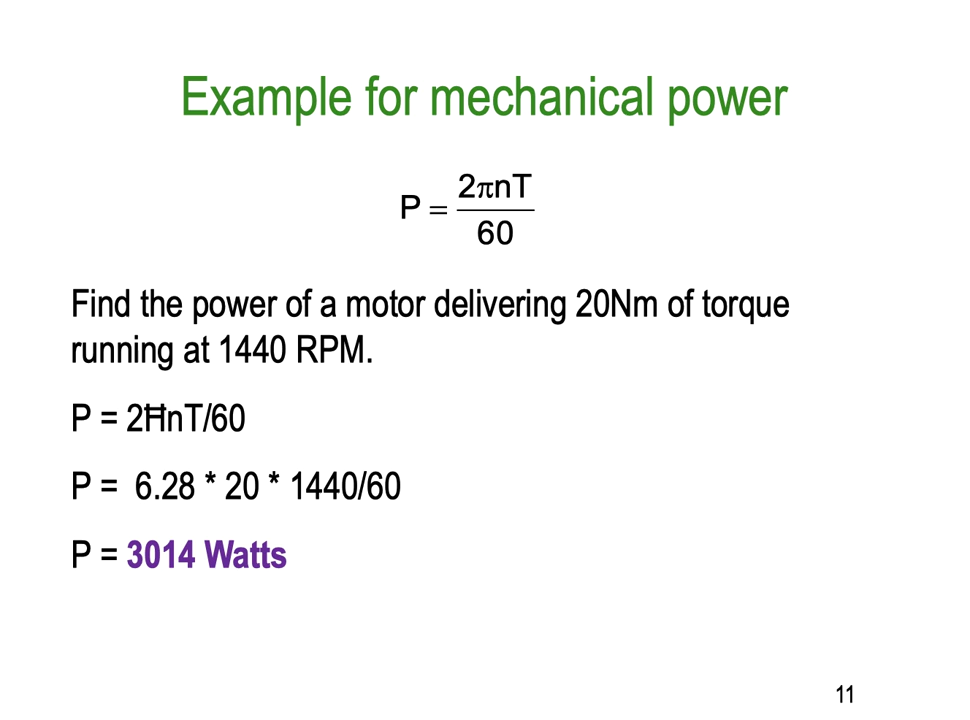 Example for mechanical power
P = 2πnT
60
Find the power of a motor delivering 20Nm of torque
running at 1440 RPM.
P = 2ĦnT/60
P =  6.28 * 20 * 1440/60
P = 3014 Watts
11